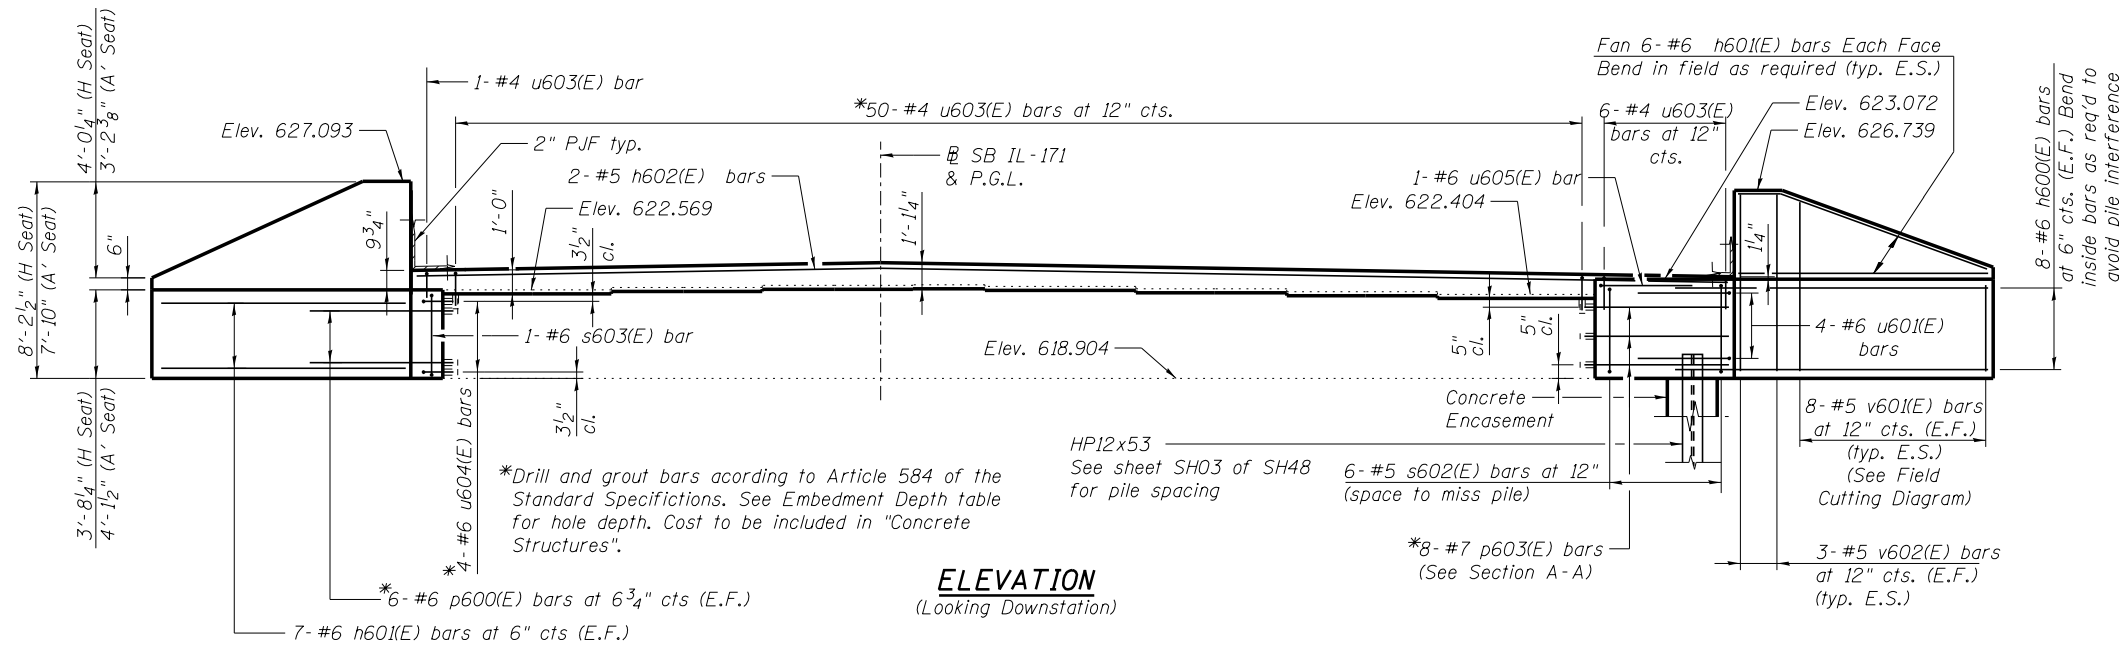 4'-0¼" (H Seat)
3'-2⅜" (A' Seat)
8'-2½" (H Seat)
7'-10" (A' Seat)
3'-8¼" (H Seat)
4'-1½" (A' Seat)
6"
Elev. 627.093
1- #4 u603(E) bar
2" PJF typ.
9¾"
*50- #4 u603(E) bars at 12" cts.
2- #5 h602(E) bars
Elev. 622.569
1'-0"
3½"
cl.
SB IL-171
& P.G.L.
1'-1¼"
Fan 6- #6 h601(E) bars Each Face
Bend in field as required (typ. E.S.)
6- #4 u603(E)
bars at 12"
cts.
Elev. 623.072
Elev. 626.739
1- #6 u605(E) bar
Elev. 622.404
1¼"
8- #6 h600(E) bars
at 6" cts. (E.F.) Bend
inside bars as req'd to
avoid pile interference
1- #6 s603(E) bar
Elev. 618.904
5"
cl.
5"
cl.
4- #6 u601(E)
bars
3½"
cl.
*4- #6 u604(E) bars
Concrete
Encasement
HP12x53
See sheet SH03 of SH48
for pile spacing
6- #5 s602(E) bars at 12"
(space to miss pile)
8- #5 v601(E) bars
at 12" cts. (E.F.)
(typ. E.S.)
(See Field
Cutting Diagram)
*Drill and grout bars acording to Article 584 of the
Standard Specifictions. See Embedment Depth table
for hole depth. Cost to be included in "Concrete
Structures".
*8- #7 p603(E) bars
(See Section A-A)
3- #5 v602(E) bars
at 12" cts. (E.F.)
(typ. E.S.)
*6- #6 p600(E) bars at 6¾" cts (E.F.)
7- #6 h601(E) bars at 6" cts (E.F.)
ELEVATION
(Looking Downstation)